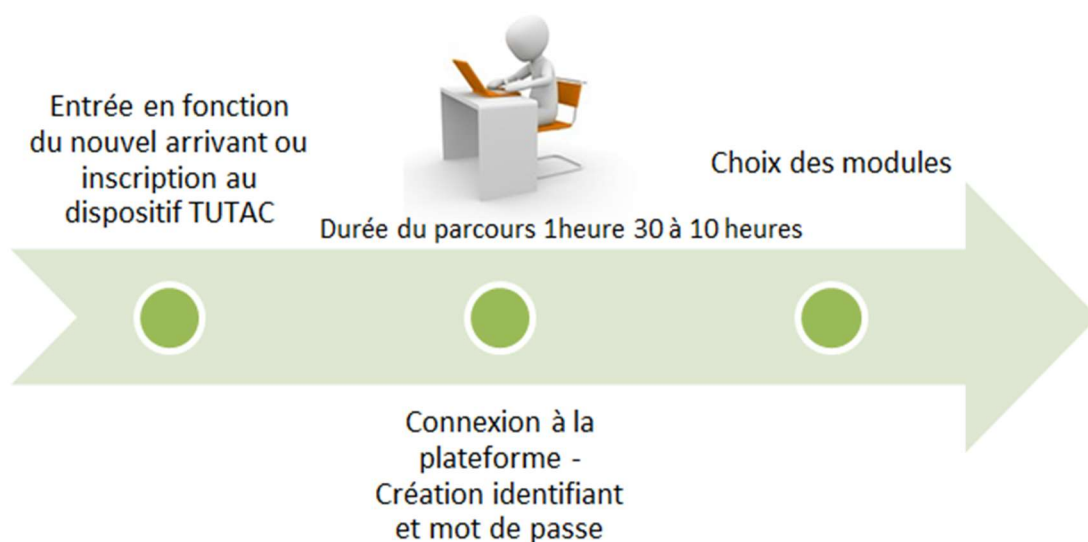 Entrée en fonction
du nouvel arrivant ou
inscription au
dispositif TUTAC
Durée du parcours 1heure 30 à 10 heures
Choix des modules
Connexion à la
plateforme -
Création identifiant
et mot de passe